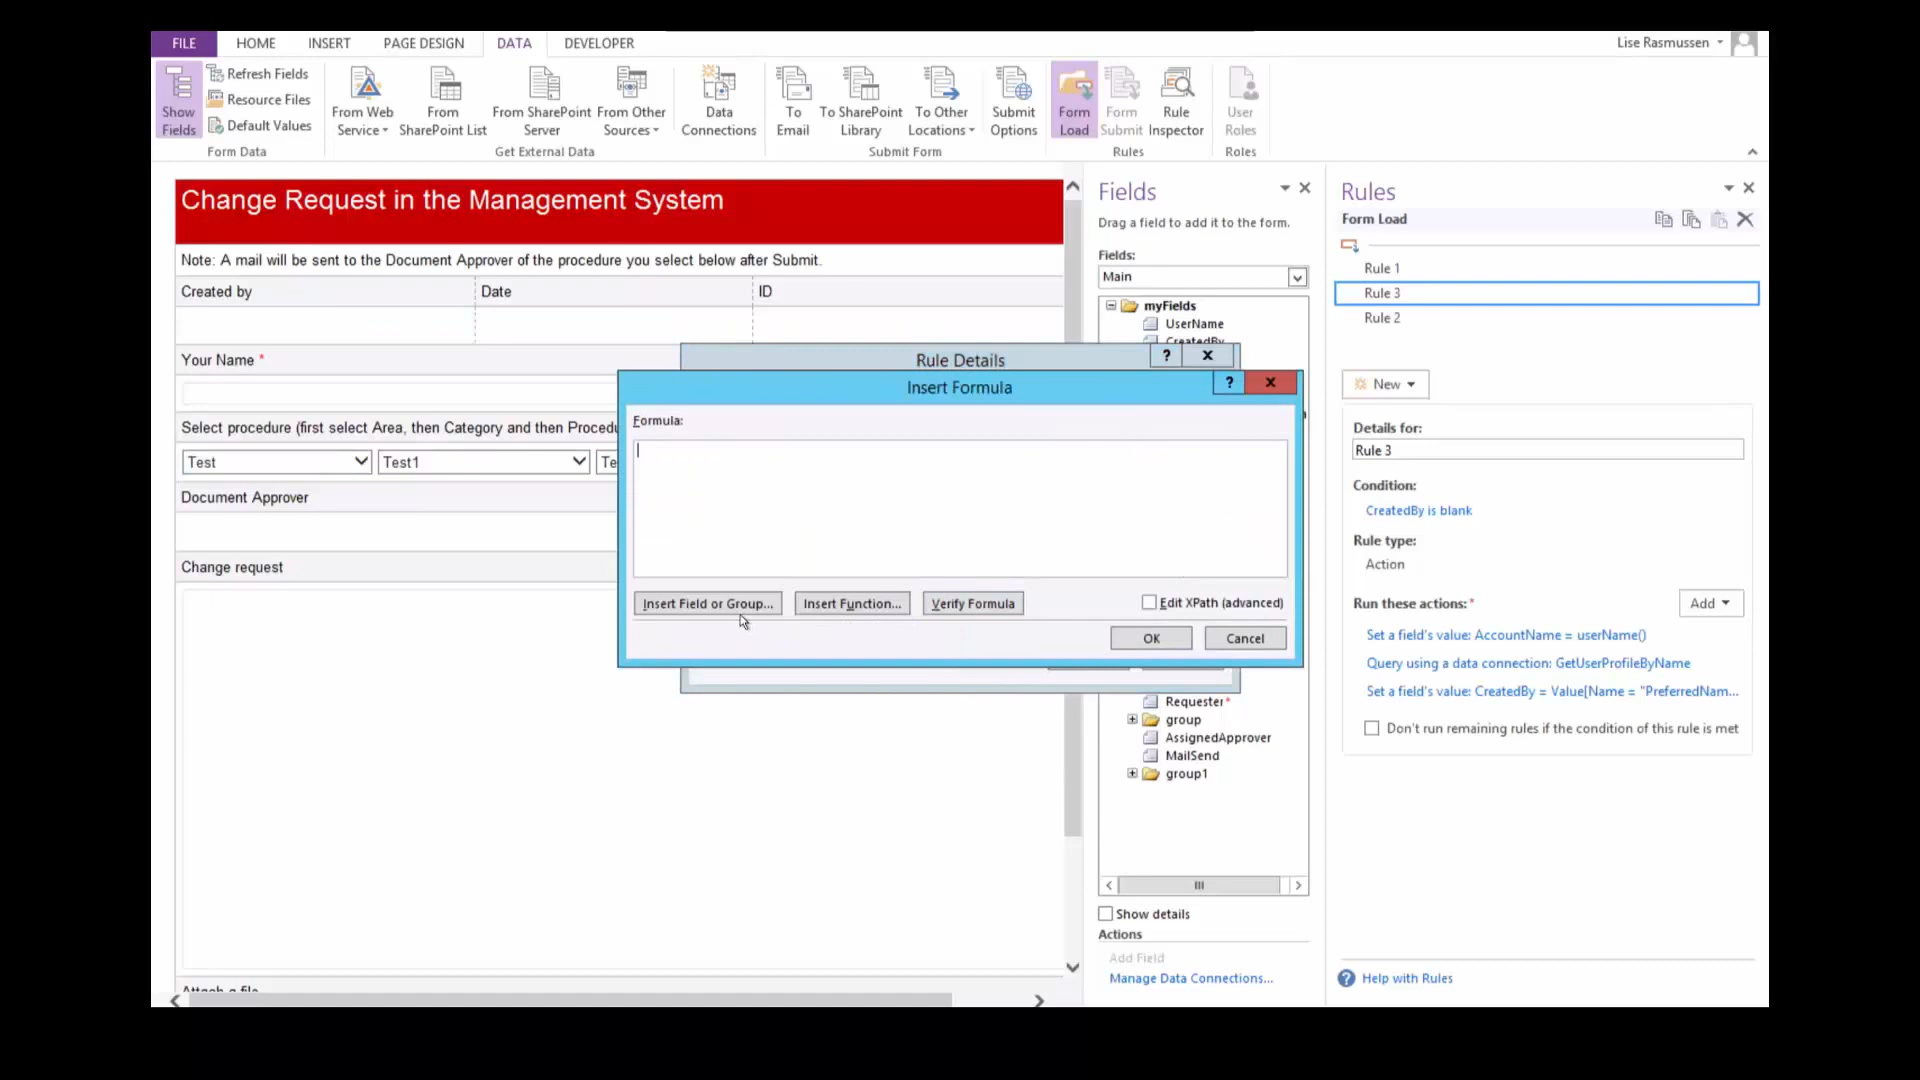 FILE HOME INSERT PAGE DESIGN DATA DEVELOPER Lise Rasmussen
Show Fields
Refresh Fields
Resource Files
Default Values
From Web Service
From SharePoint List
From SharePoint Server
From Other Sources
Data Connections
To Email
To SharePoint Library
To Other Locations
Submit Options
Form Load
Form Submit
Rule Inspector
User Roles
Form Data Get External Data Submit Form Rules Roles
Change Request in the Management System
Note: A mail will be sent to the Document Approver of the procedure you select below after Submit.
Created by Date ID
Your Name *
Select procedure (first select Area, then Category and then Procedu
Test Test1 Te
Document Approver
Change request
Attach a file
Rule Details
? X
Insert Formula
? X
Formula:
Insert Field or Group... Insert Function... Verify Formula Edit XPath (advanced)
OK Cancel
Fields
Drag a field to add it to the form.
Fields:
Main
myFields
UserName
CreatedBy
Requester*
group
AssignedApprover
MailSend
group1
Show details
Actions
Add Field
Manage Data Connections...
Rules
Form Load
Rule 1
Rule 3
Rule 2
New
Details for:
Rule 3
Condition:
CreatedBy is blank
Rule type:
Action
Run these actions:* Add
Set a field's value: AccountName = userName()
Query using a data connection: GetUserProfileByName
Set a field's value: CreatedBy = Value[Name = "PreferredNam...
Don't run remaining rules if the condition of this rule is met
Help with Rules